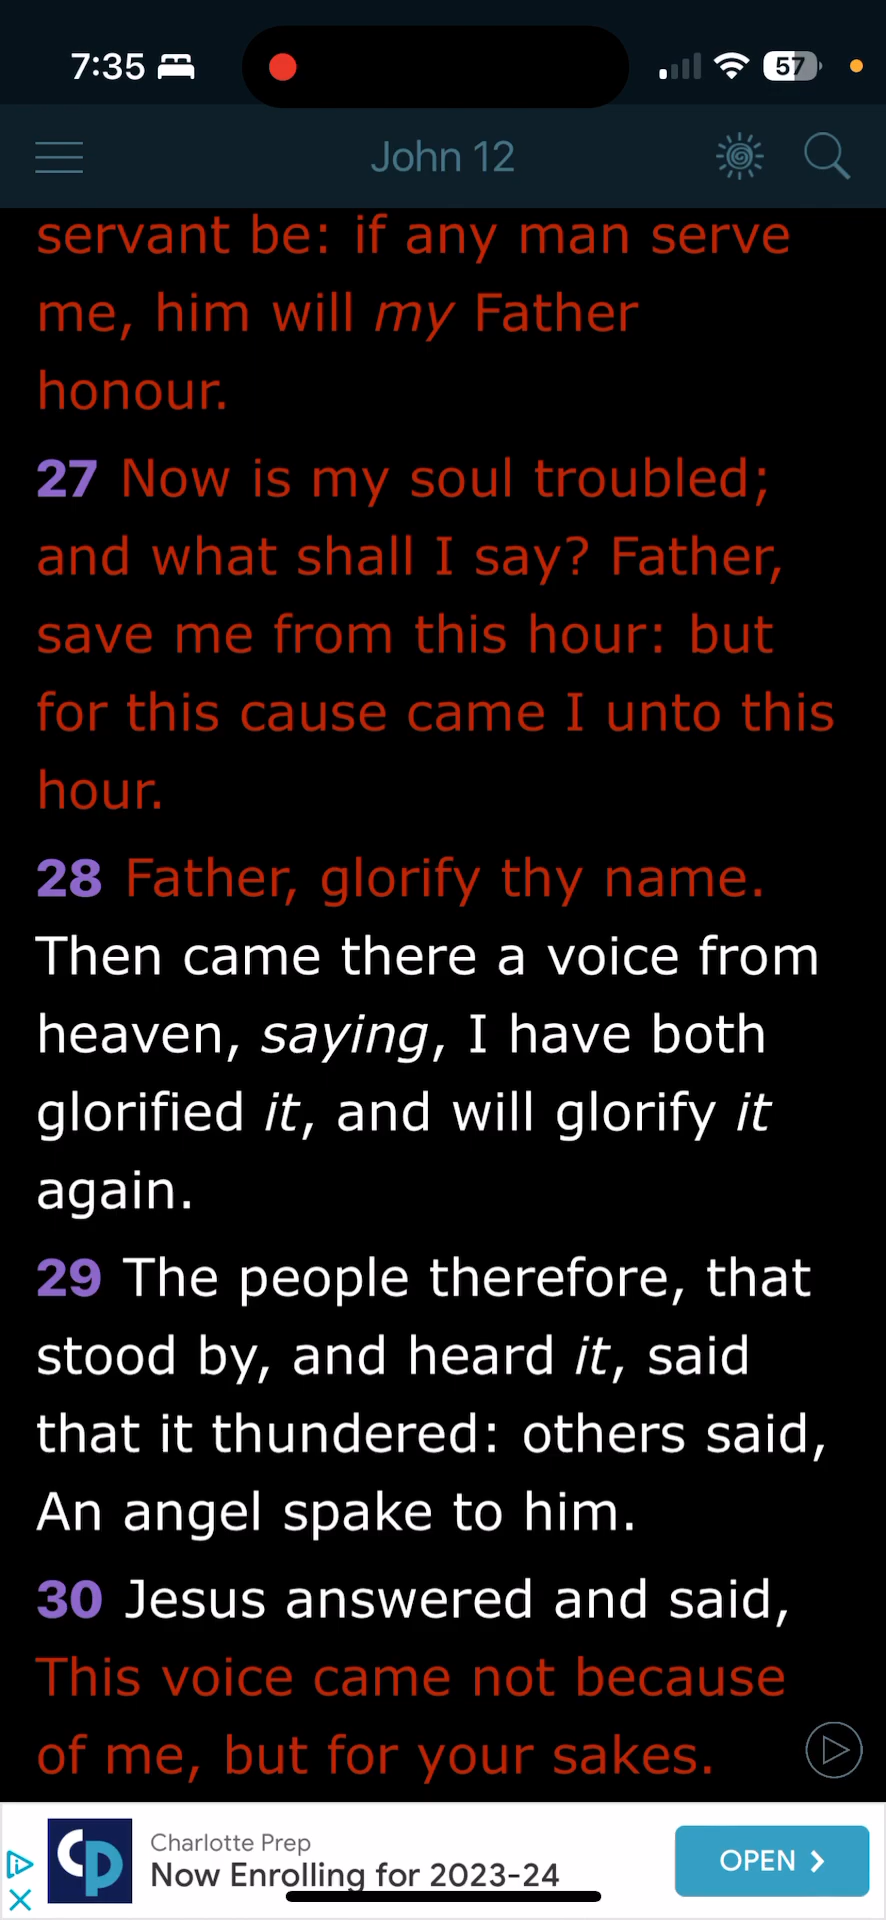 7:35
57
John 12
servant be: if any man serve
me, him will my Father
honour.
27 Now is my soul troubled;
and what shall I say? Father,
save me from this hour: but
for this cause came I unto this
hour.
28 Father, glorify thy name.
Then came there a voice from
heaven, saying, I have both
glorified it, and will glorify it
again.
29 The people therefore, that
stood by, and heard it, said
that it thundered: others said,
An angel spake to him.
30 Jesus answered and said,
This voice came not because
of me, but for your sakes.
cp
Charlotte Prep
Now Enrolling for 2023-24
OPEN